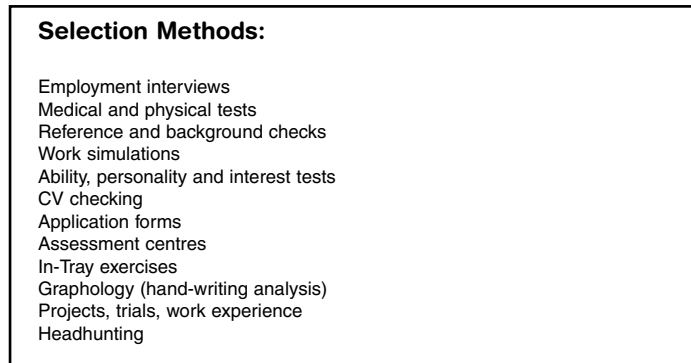 Selection Methods:
Employment interviews
Medical and physical tests
Reference and background checks
Work simulations
Ability, personality and interest tests
CV checking
Application forms
Assessment centres
In-Tray exercises
Graphology (hand-writing analysis)
Projects, trials, work experience
Headhunting